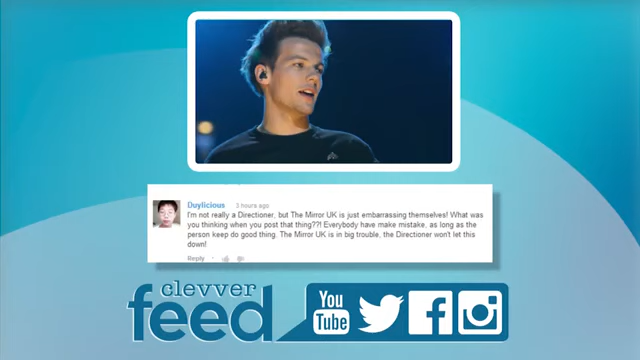 Duylicious 3 hours ago
I'm not really a Directioner, but The Mirror UK is just embarrassing themselves! What was
you thinking when you post that thing??! Everybody have make mistake, as long as the
person keep do good thing. The Mirror UK is in big trouble, the Directioner won't let this
down!
Reply
clevver
feed
You
Tube